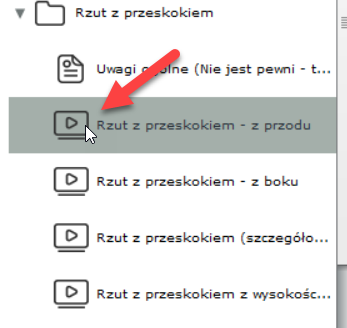 Rzut z przeskokiem
Uwagi ogólne (Nie jest pewni - t...
Rzut z przeskokiem - z przodu
Rzut z przeskokiem - z boku
Rzut z przeskokiem (szczegóło...
Rzut z przeskokiem z wysokośc...